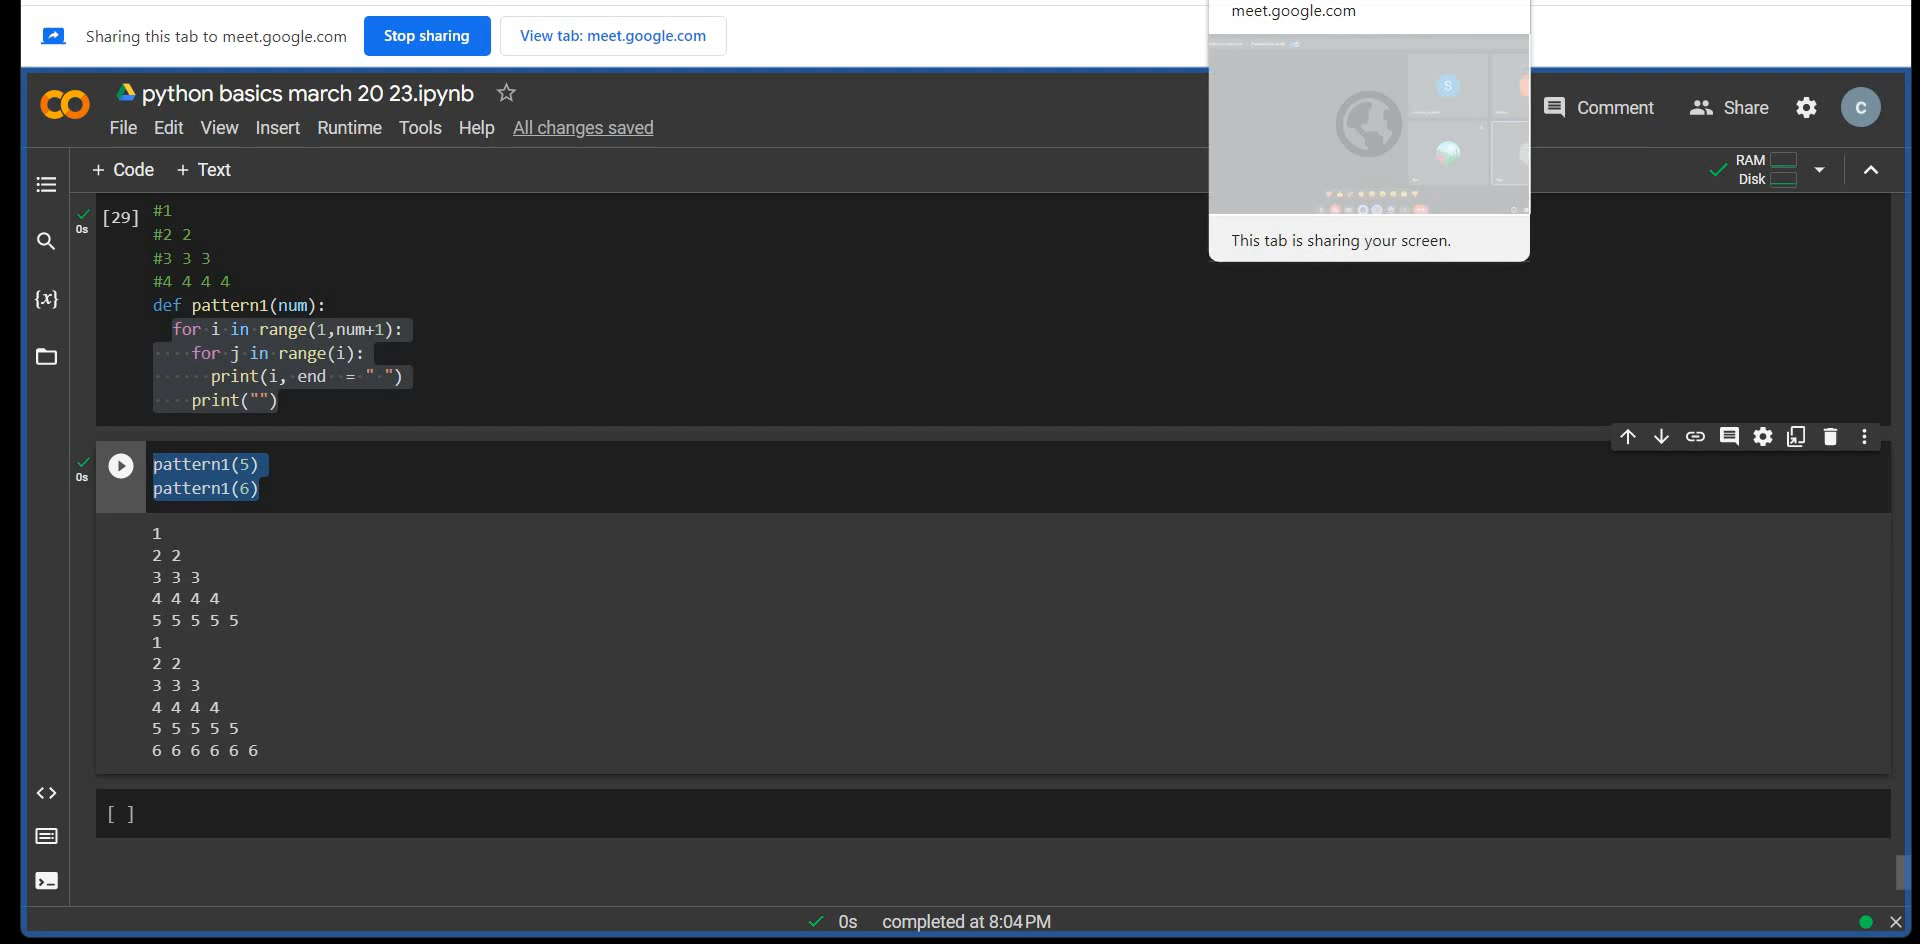 meet.google.com
Sharing this tab to meet.google.com
Stop sharing
View tab: meet.google.com
S
This tab is sharing your screen.
python basics march 20 23.ipynb
Comment
Share
C
File Edit View Insert Runtime Tools Help All changes saved
+ Code + Text
RAM
Disk
{x}
0s
[29]
#1
#2 2
#3 3 3
#4 4 4 4
def pattern1(num):
  for i in range(1,num+1):
    for j in range(i):
      print(i, end  = " ")
    print("")
0s
pattern1(5)
pattern1(6)
1
2 2
3 3 3
4 4 4 4
5 5 5 5 5
1
2 2
3 3 3
4 4 4 4
5 5 5 5 5
6 6 6 6 6 6
[ ]
0s completed at 8:04 PM